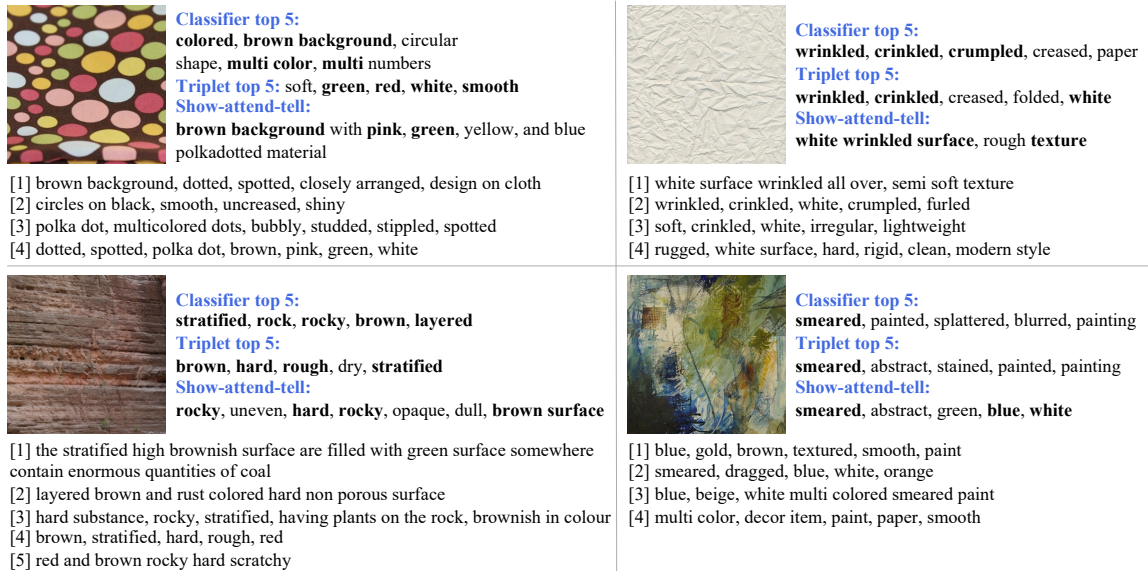 Classifier top 5:
colored, brown background, circular
shape, multi color, multi numbers
Triplet top 5: soft, green, red, white, smooth
Show-attend-tell:
brown background with pink, green, yellow, and blue
polkadotted material
[1] brown background, dotted, spotted, closely arranged, design on cloth
[2] circles on black, smooth, uncreased, shiny
[3] polka dot, multicolored dots, bubbly, studded, stippled, spotted
[4] dotted, spotted, polka dot, brown, pink, green, white
Classifier top 5:
wrinkled, crinkled, crumpled, creased, paper
Triplet top 5:
wrinkled, crinkled, creased, folded, white
Show-attend-tell:
white wrinkled surface, rough texture
[1] white surface wrinkled all over, semi soft texture
[2] wrinkled, crinkled, white, crumpled, furled
[3] soft, crinkled, white, irregular, lightweight
[4] rugged, white surface, hard, rigid, clean, modern style
Classifier top 5:
stratified, rock, rocky, brown, layered
Triplet top 5:
brown, hard, rough, dry, stratified
Show-attend-tell:
rocky, uneven, hard, rocky, opaque, dull, brown surface
[1] the stratified high brownish surface are filled with green surface somewhere
contain enormous quantities of coal
[2] layered brown and rust colored hard non porous surface
[3] hard substance, rocky, stratified, having plants on the rock, brownish in colour
[4] brown, stratified, hard, rough, red
[5] red and brown rocky hard scratchy
Classifier top 5:
smeared, painted, splattered, blurred, painting
Triplet top 5:
smeared, abstract, stained, painted, painting
Show-attend-tell:
smeared, abstract, green, blue, white
[1] blue, gold, brown, textured, smooth, paint
[2] smeared, dragged, blue, white, orange
[3] blue, beige, white multi colored smeared paint
[4] multi color, decor item, paint, paper, smooth